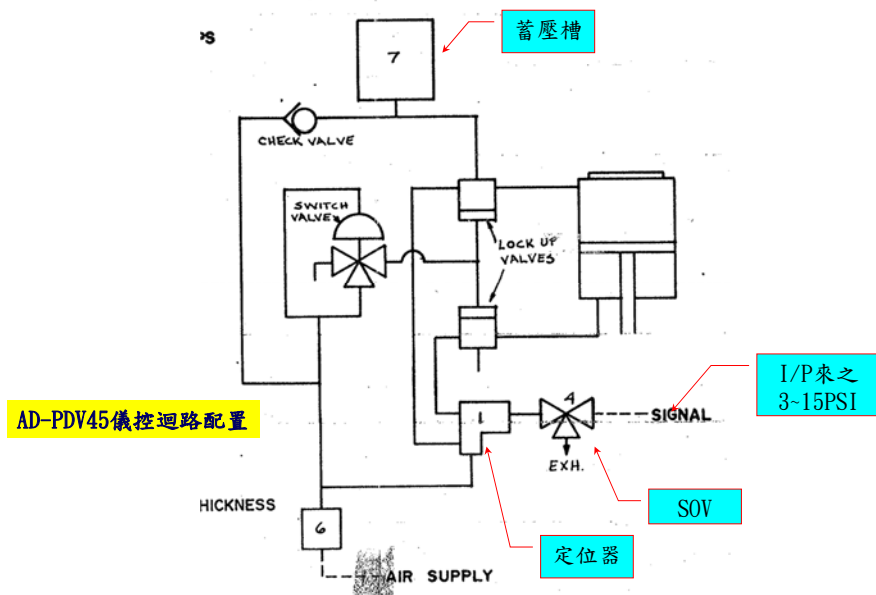 PS
蓄壓槽
7
CHECK VALVE
SWITCH
VALVE
LOCK UP
VALVES
I/P來之
3~15PSI
A
1
SIGNAL
AD-PDV45儀控迴路配置
EXH.
HICKNESS
SOV
6
定位器
AIR SUPPLY